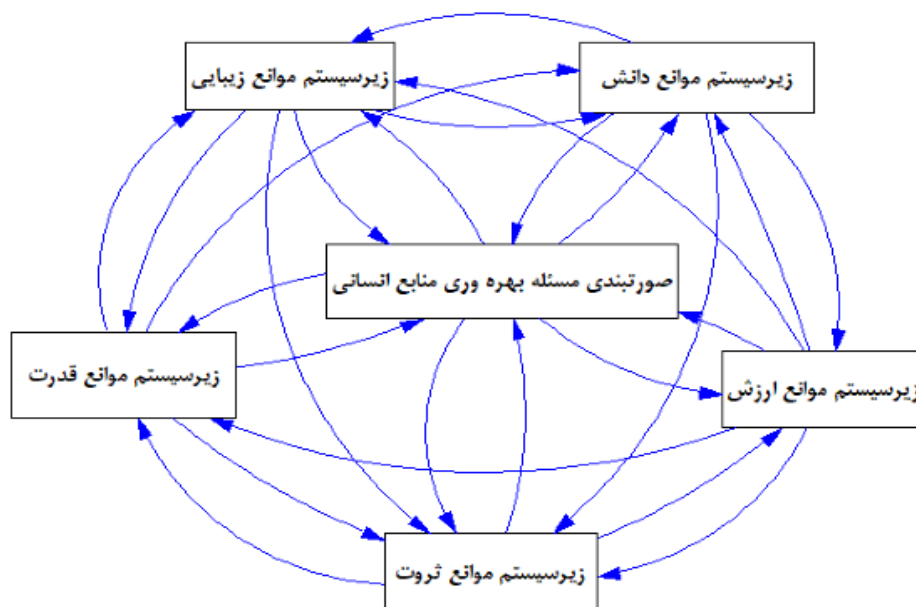 زیرسیستم موانع دانش
زیرسیستم موانع زیبایی
صورتبندی مسئله بهره وری منابع انسانی
زیرسیستم موانع ارزش
زیرسیستم موانع قدرت
زیرسیستم موانع ثروت